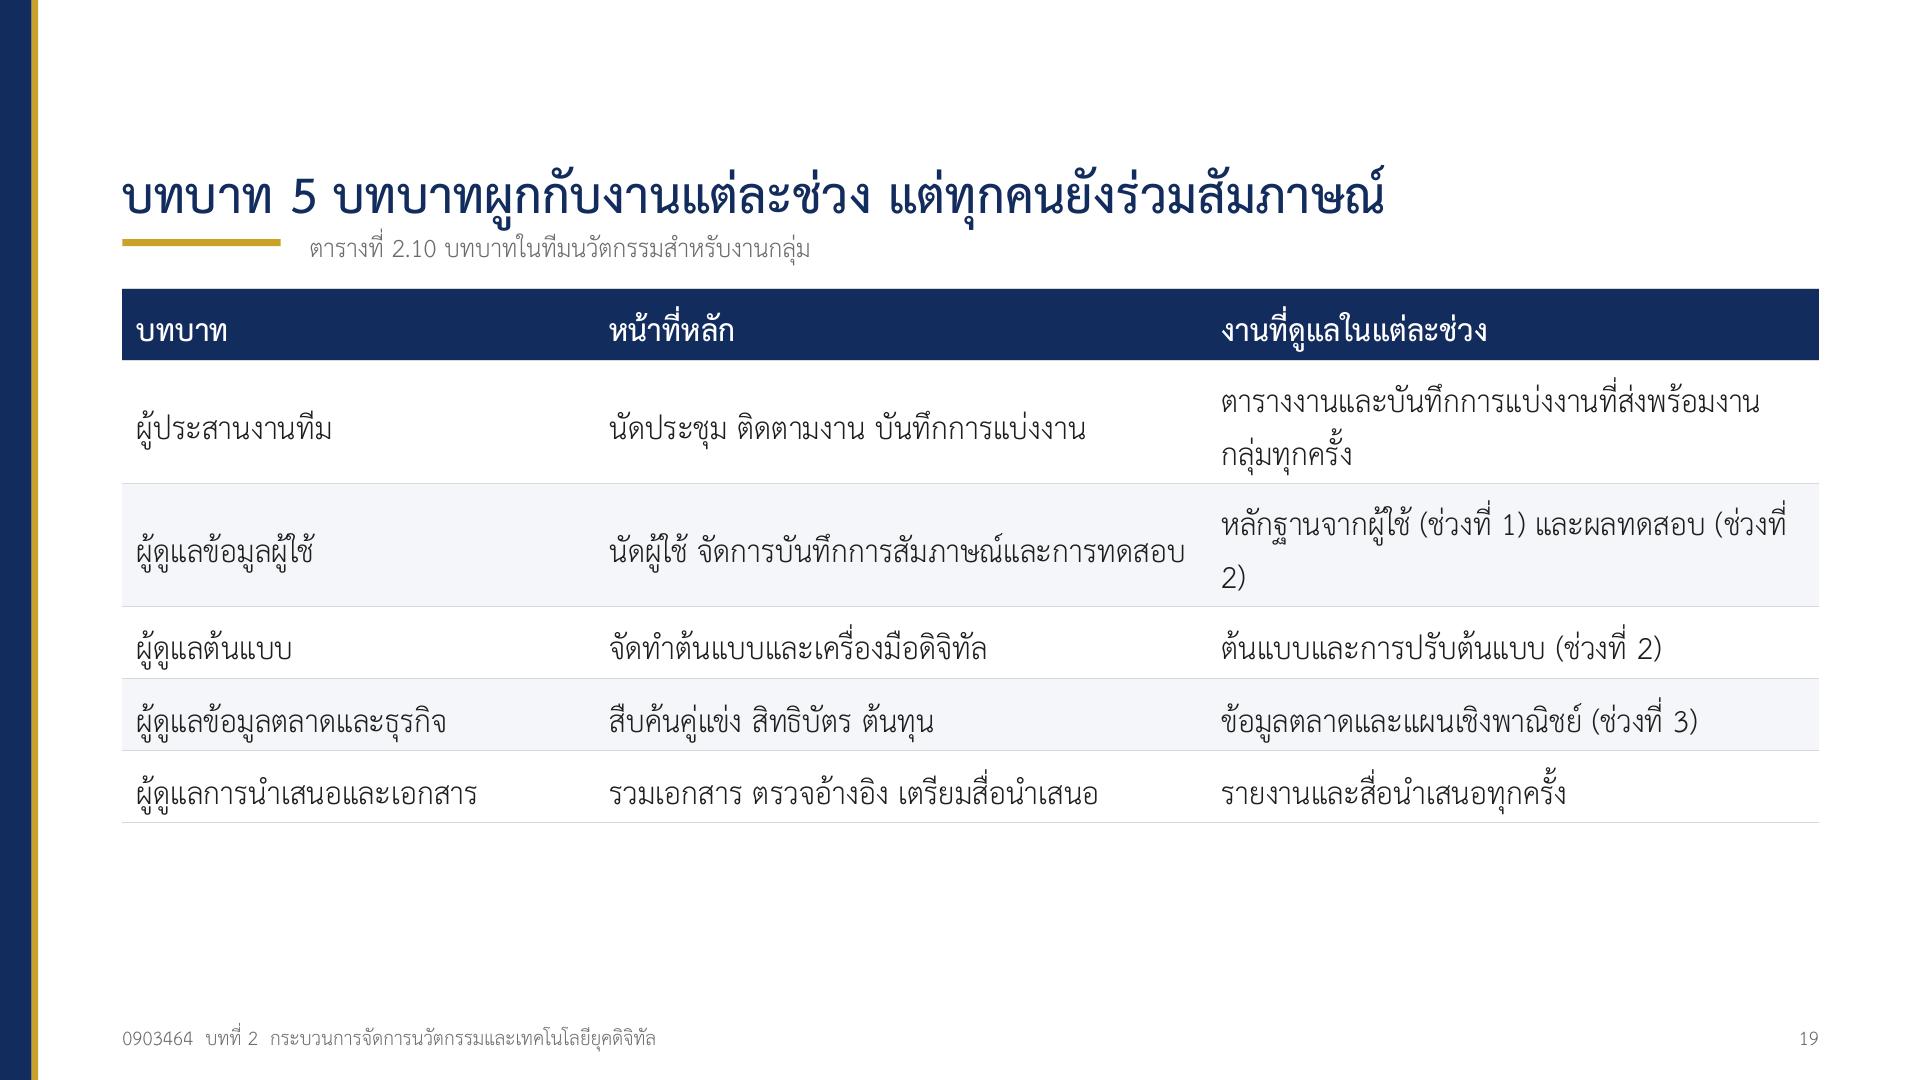 บทบาท 5 บทบาทผูกกับงานแต่ละช่วง แต่ทุกคนยังร่วมสัมภาษณ์
ตารางที่ 2.10 บทบาทในทีมนวัตกรรมสำหรับงานกลุ่ม
บทบาท หน้าที่หลัก งานที่ดูแลในแต่ละช่วง
ผู้ประสานงานทีม นัดประชุม ติดตามงาน บันทึกการแบ่งงาน ตารางงานและบันทึกการแบ่งงานที่ส่งพร้อมงาน
กลุ่มทุกครั้ง
ผู้ดูแลข้อมูลผู้ใช้ นัดผู้ใช้ จัดการบันทึกการสัมภาษณ์และการทดสอบ หลักฐานจากผู้ใช้ (ช่วงที่ 1) และผลทดสอบ (ช่วงที่
2)
ผู้ดูแลต้นแบบ จัดทำต้นแบบและเครื่องมือดิจิทัล ต้นแบบและการปรับต้นแบบ (ช่วงที่ 2)
ผู้ดูแลข้อมูลตลาดและธุรกิจ สืบค้นคู่แข่ง สิทธิบัตร ต้นทุน ข้อมูลตลาดและแผนเชิงพาณิชย์ (ช่วงที่ 3)
ผู้ดูแลการนำเสนอและเอกสาร รวมเอกสาร ตรวจอ้างอิง เตรียมสื่อนำเสนอ รายงานและสื่อนำเสนอทุกครั้ง
0903464 บทที่ 2 กระบวนการจัดการนวัตกรรมและเทคโนโลยียุคดิจิทัล 19